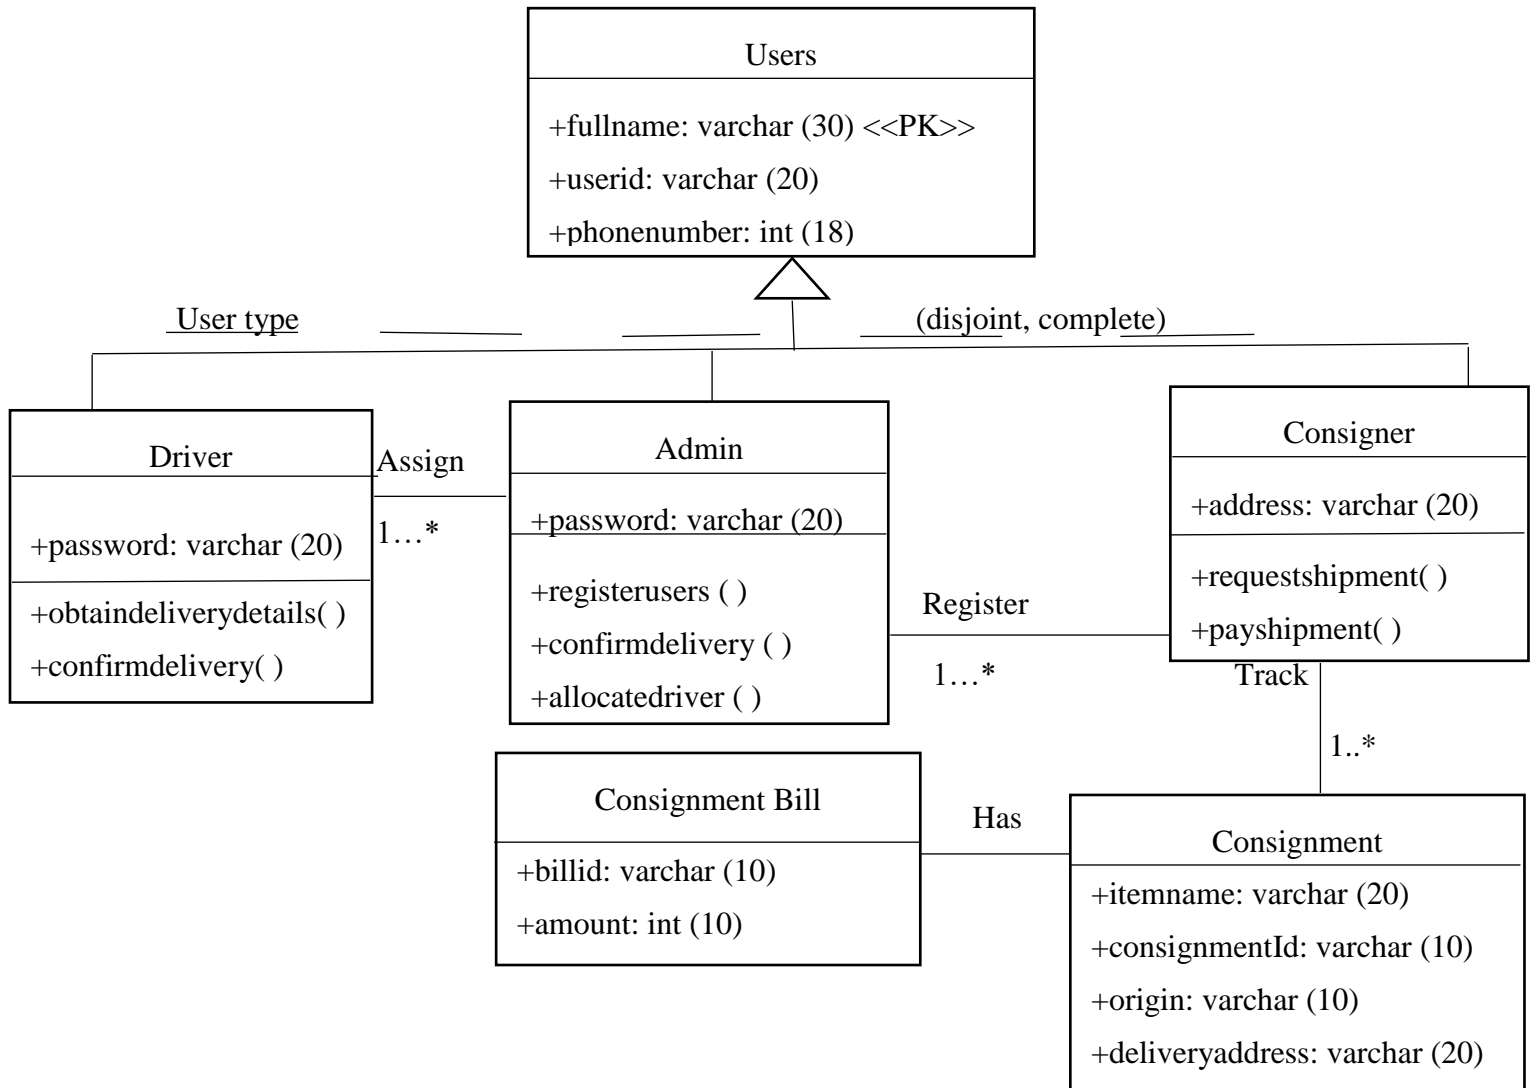 Users
+fullname: varchar (30) <<PK>>
+userid: varchar (20)
+phonenumber: int (18)
User type
(disjoint, complete)
Driver
+password: varchar (20)
+obtaindeliverydetails( )
+confirmdelivery( )
Assign
1…*
Admin
+password: varchar (20)
+registerusers ( )
+confirmdelivery ( )
+allocatedriver ( )
Register
1…*
Consigner
+address: varchar (20)
+requestshipment( )
+payshipment( )
Track
1..*
Consignment Bill
+billid: varchar (10)
+amount: int (10)
Has
Consignment
+itemname: varchar (20)
+consignmentId: varchar (10)
+origin: varchar (10)
+deliveryaddress: varchar (20)